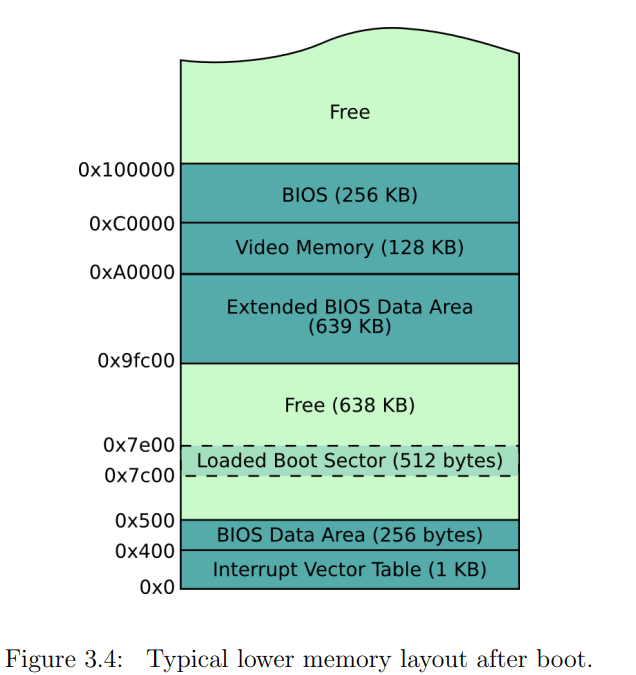 Free
0x100000
BIOS (256 KB)
0xC0000
Video Memory (128 KB)
0xA0000
Extended BIOS Data Area
(639 KB)
0x9fc00
Free (638 KB)
0x7e00
Loaded Boot Sector (512 bytes)
0x7c00
0x500
BIOS Data Area (256 bytes)
0x400
Interrupt Vector Table (1 KB)
0x0
Figure 3.4: Typical lower memory layout after boot.